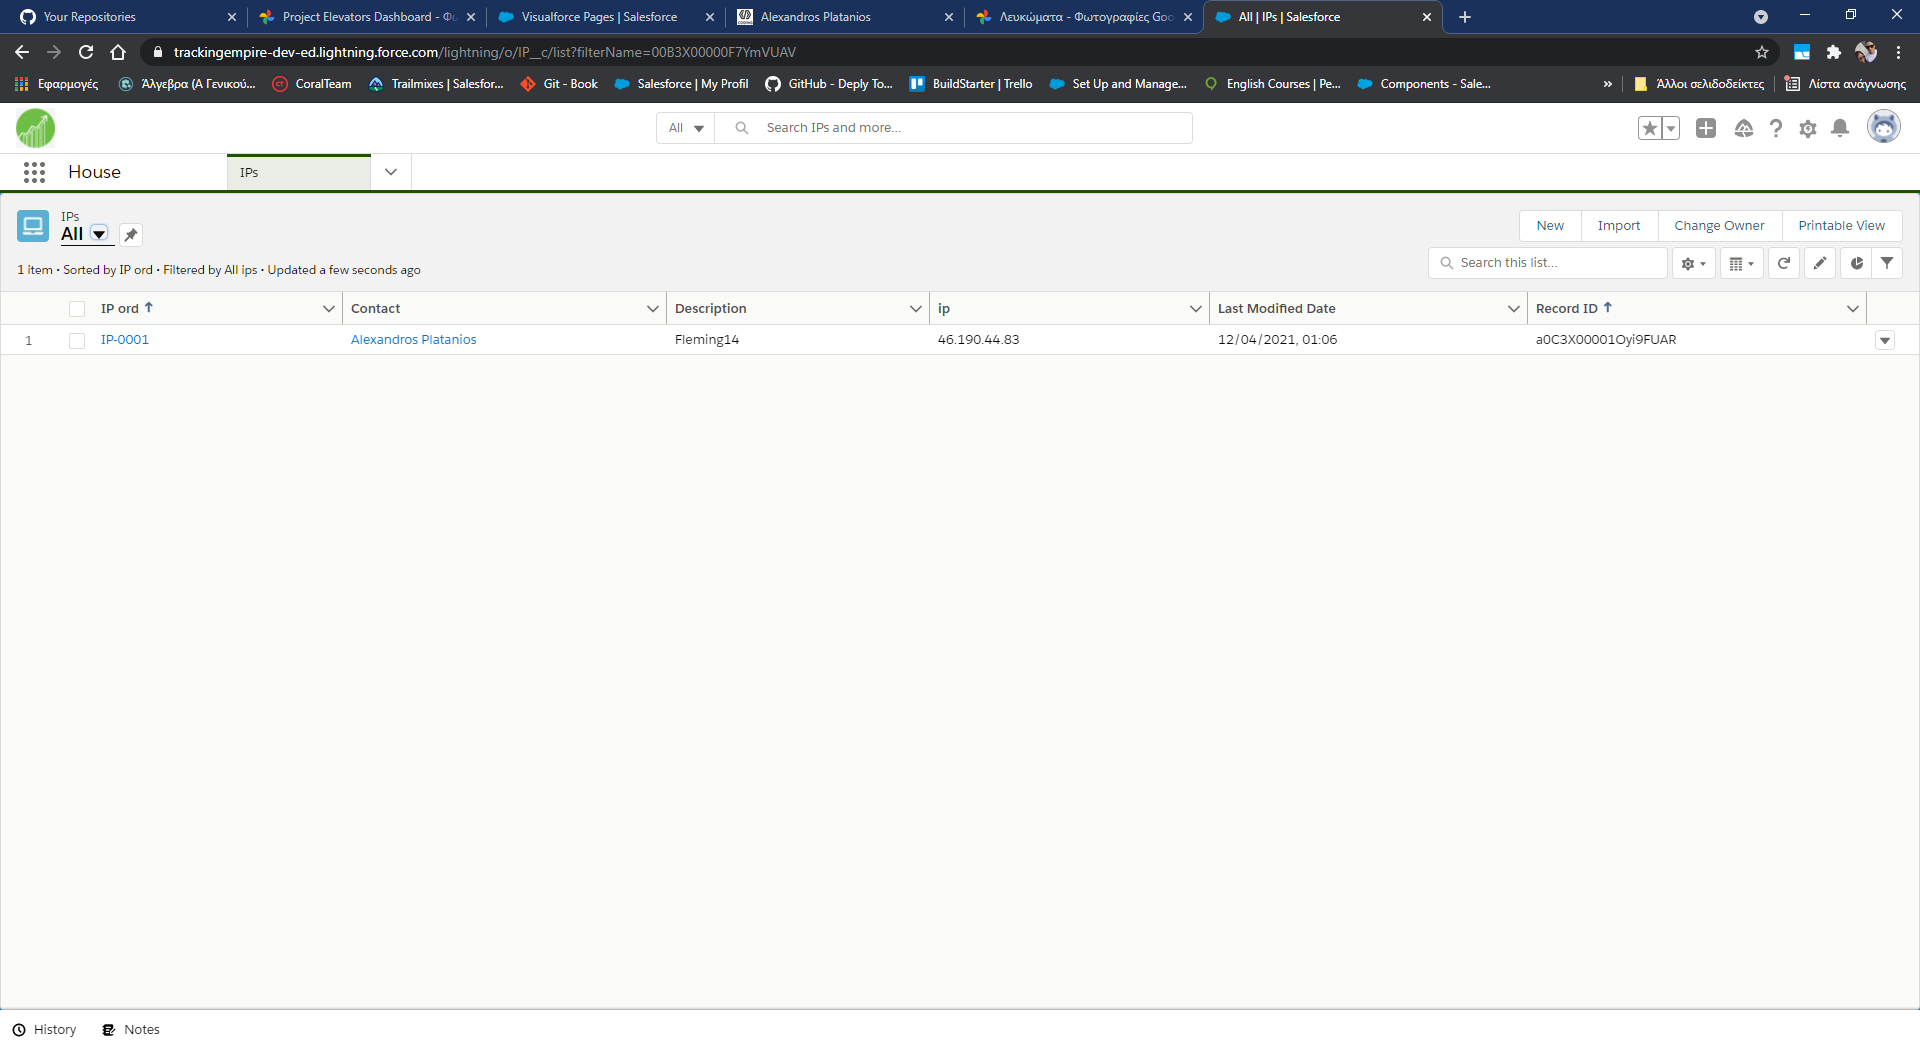 Your Repositories
Project Elevators Dashboard - Φω
Visualforce Pages | Salesforce
Alexandros Platanios
Λευκώματα - Φωτογραφίες Goo
All | IPs | Salesforce
trackingempire-dev-ed.lightning.force.com/lightning/o/IP__c/list?filterName=00B3X00000F7YmVUAV
Εφαρμογές
Άλγεβρα (Α Γενικού...
CoralTeam
Trailmixes | Salesfor...
Git - Book
Salesforce | My Profil
GitHub - Deply To...
BuildStarter | Trello
Set Up and Manage...
English Courses | Pe...
Components - Sale...
»
Άλλοι σελιδοδείκτες
Λίστα ανάγνωσης
All
Search IPs and more...
House
IPs
IPs
All
New
Import
Change Owner
Printable View
1 item • Sorted by IP ord • Filtered by All ips • Updated a few seconds ago
Search this list...
IP ord
Contact
Description
ip
Last Modified Date
Record ID
1
IP-0001
Alexandros Platanios
Fleming14
46.190.44.83
12/04/2021, 01:06
a0C3X00001Oyi9FUAR
History
Notes